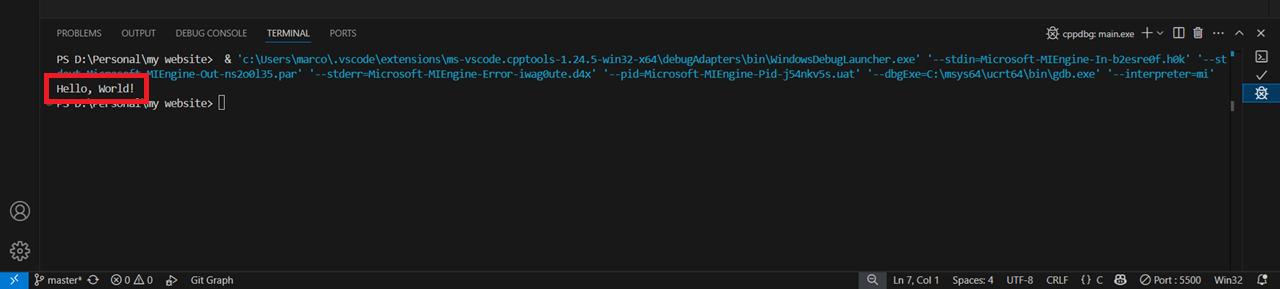 PROBLEMS OUTPUT DEBUG CONSOLE TERMINAL PORTS cppdbg: main.exe
PS D:\Personal\my website> & 'c:\Users\marco\.vscode\extensions\ms-vscode.cpptools-1.24.5-win32-x64\debugAdapters\bin\WindowsDebugLauncher.exe' '--stdin=Microsoft-MIEngine-In-b2esre0f.h0k' '--st
dout=Microsoft-MIEngine-Out-ns2o0l35.par' '--stderr=Microsoft-MIEngine-Error-iwag0ute.d4x' '--pid=Microsoft-MIEngine-Pid-j54nkv5s.uat' '--dbgExe=C:\msys64\ucrt64\bin\gdb.exe' '--interpreter=mi'
Hello, World!
PS D:\Personal\my website>
master* 0 0 Git Graph Ln 7, Col 1 Spaces: 4 UTF-8 CRLF {} C Port : 5500 Win32